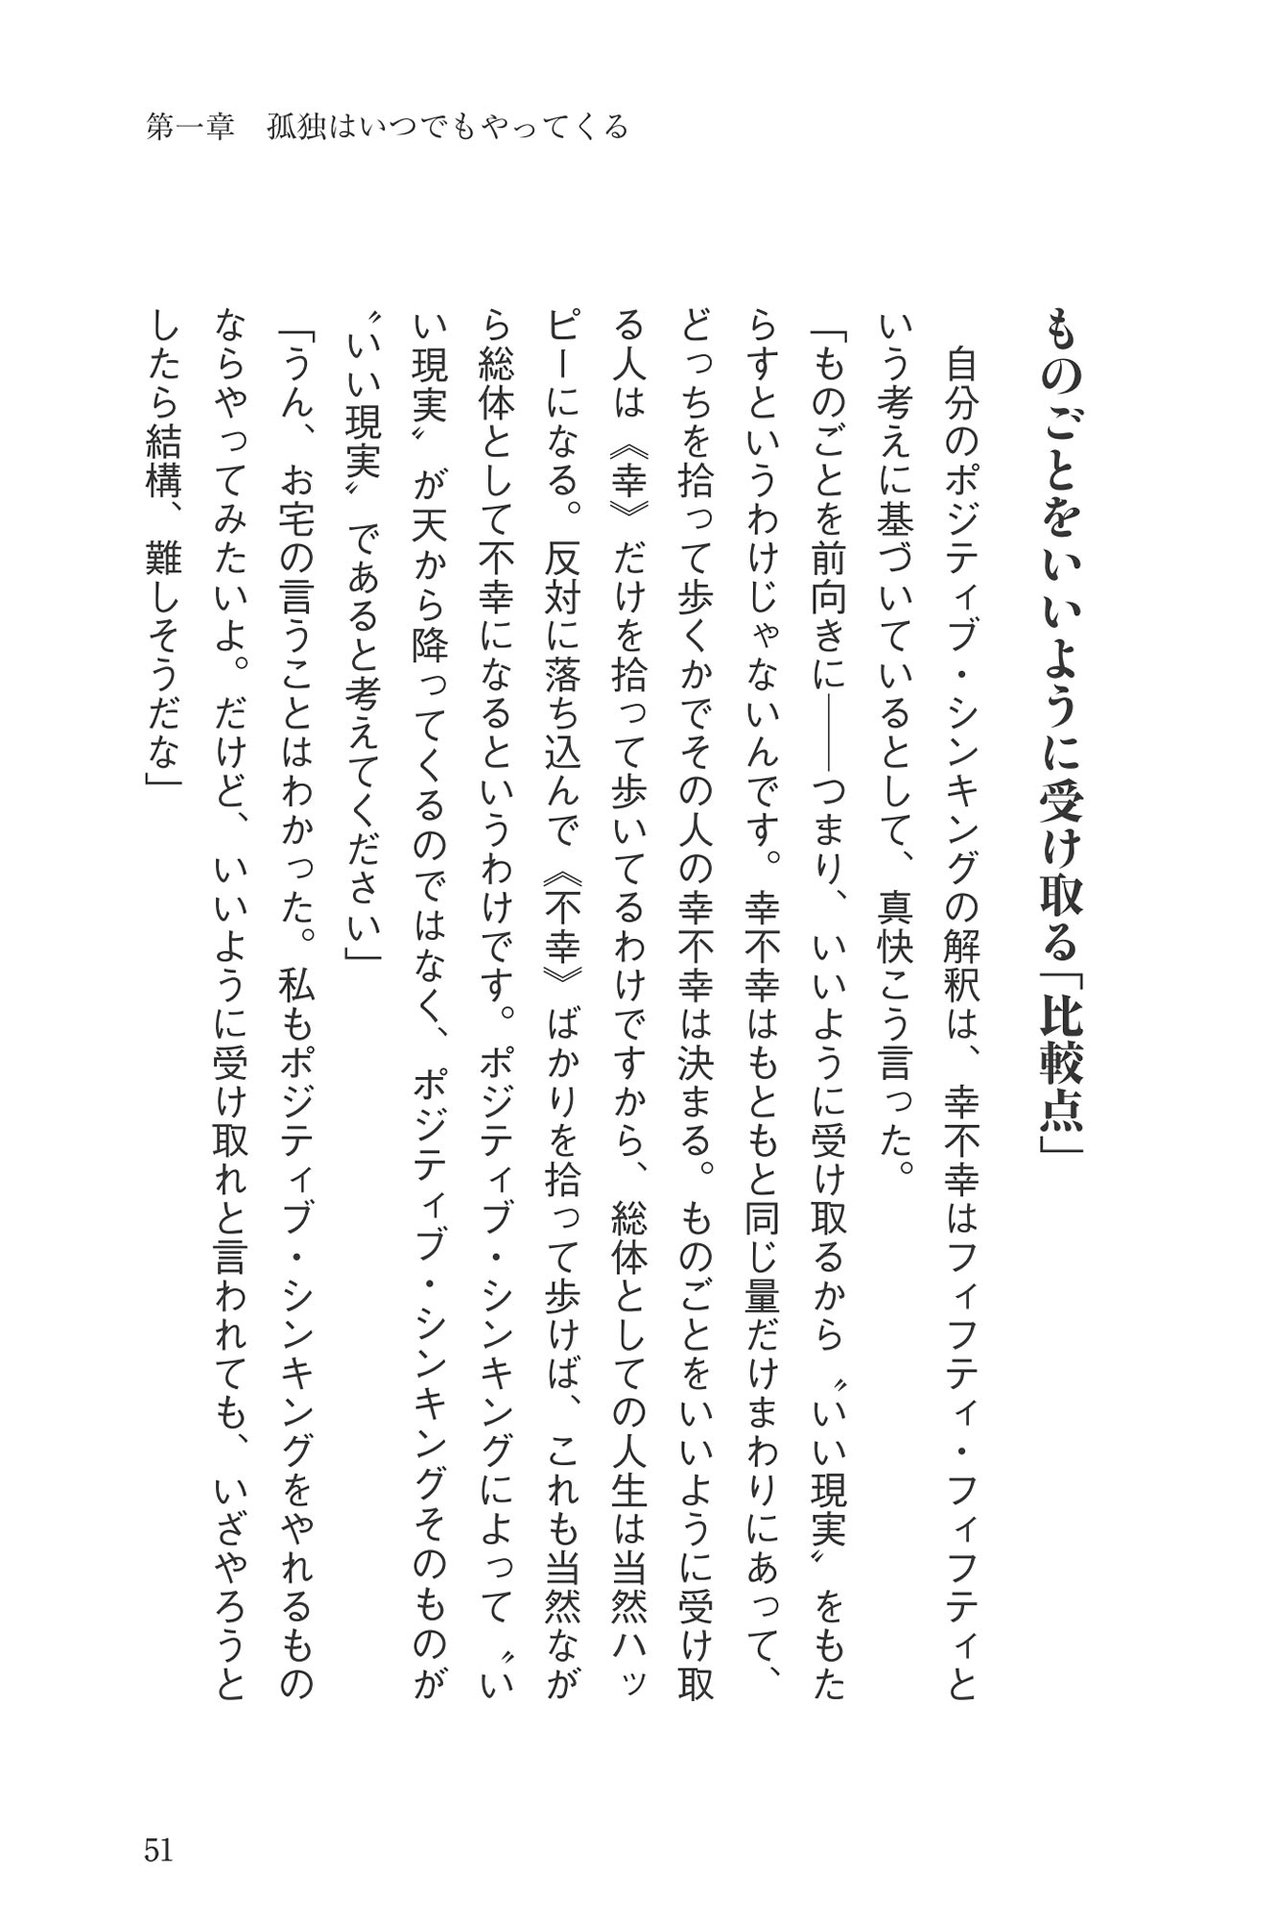 第一章　孤独はいつでもやってくる
ものごとをいいように受け取る「比較点」
　自分のポジティブ・シンキングの解釈は、幸不幸はフィフティ・フィフティと
いう考えに基づいているとして、真快こう言った。
「ものごとを前向きに――つまり、いいように受け取るから〝いい現実〟をもた
らすというわけじゃないんです。幸不幸はもともと同じ量だけまわりにあって、
どっちを拾って歩くかでその人の幸不幸は決まる。ものごとをいいように受け取
る人は《幸》だけを拾って歩いてるわけですから、総体としての人生は当然ハッ
ピーになる。反対に落ち込んで《不幸》ばかりを拾って歩けば、これも当然なが
ら総体として不幸になるというわけです。ポジティブ・シンキングによって〝い
い現実〟が天から降ってくるのではなく、ポジティブ・シンキングそのものが
〝いい現実〟であると考えてください」
「うん、お宅の言うことはわかった。私もポジティブ・シンキングをやれるもの
ならやってみたいよ。だけど、いいように受け取れと言われても、いざやろうと
したら結構、難しそうだな」
51